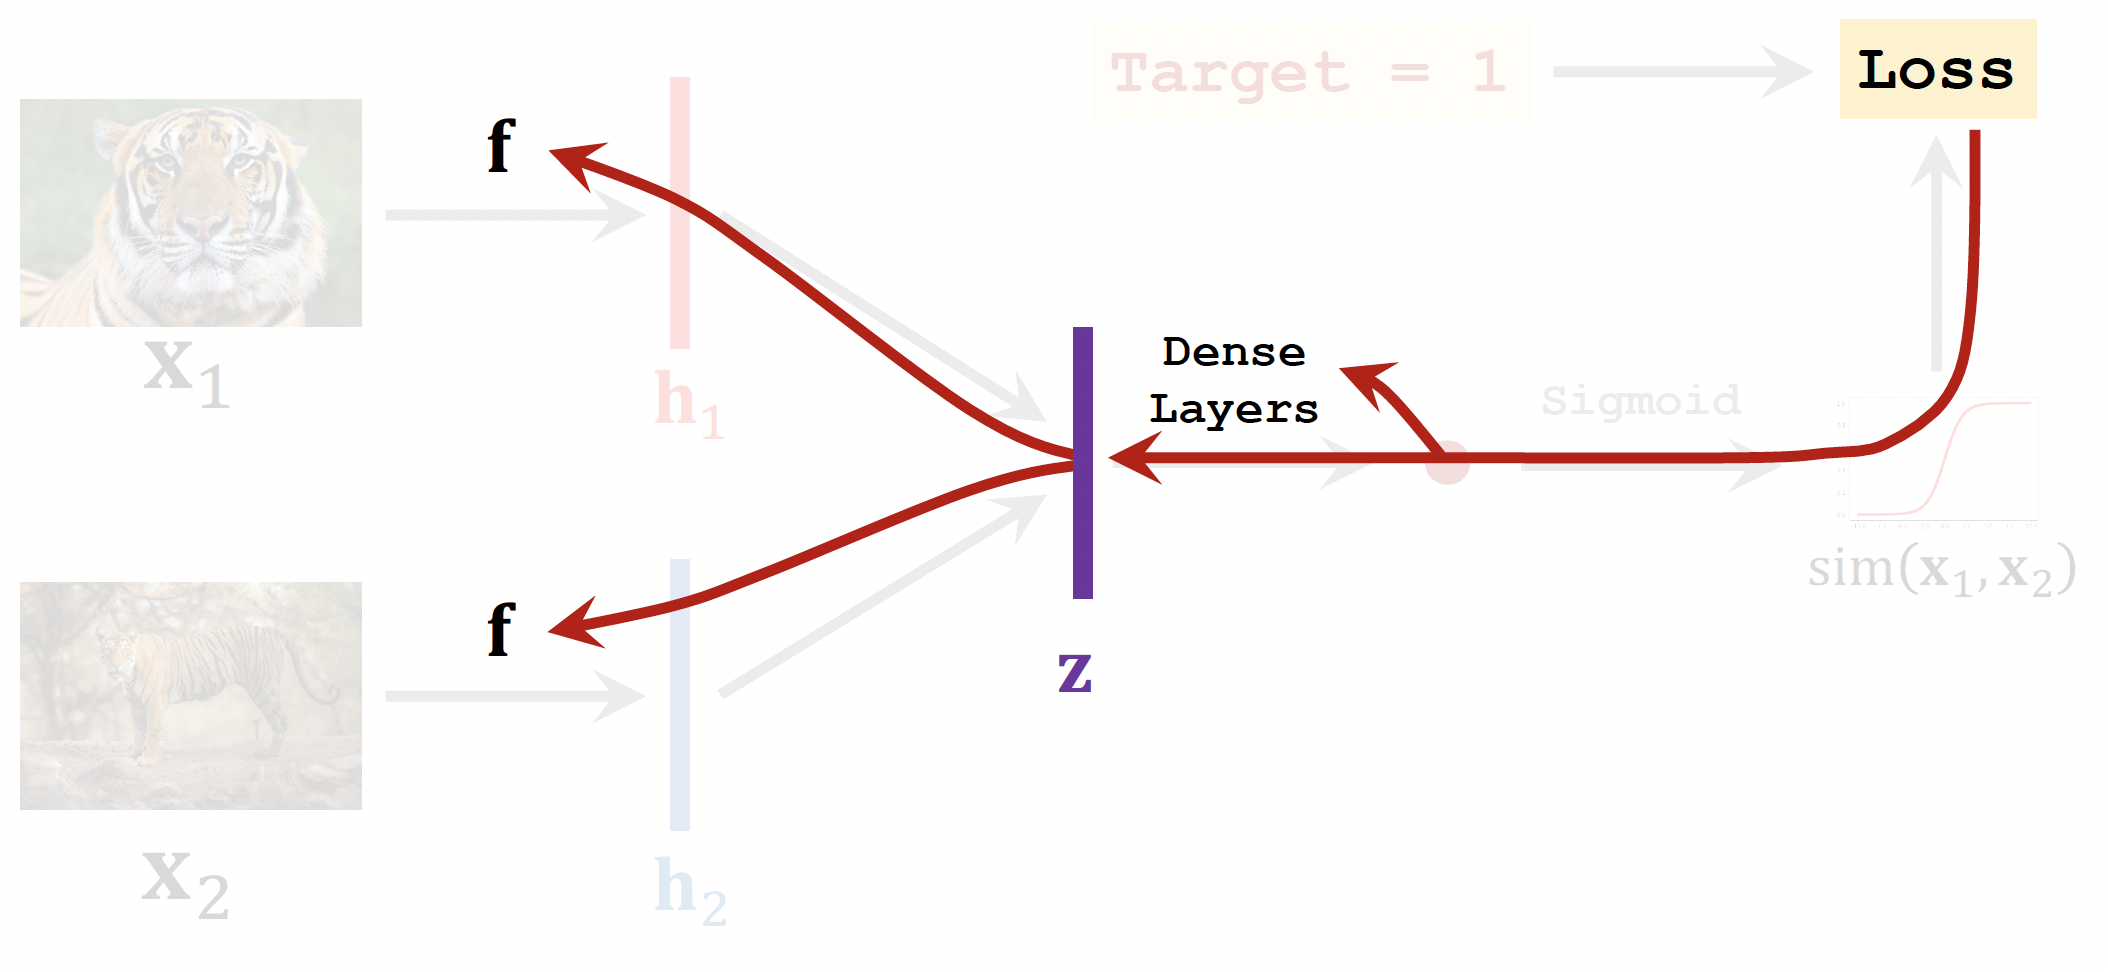 Target = 1
Loss
f
x₁
h₁
Dense
Layers
Sigmoid
sim(x₁, x₂)
f
z
x₂
h₂